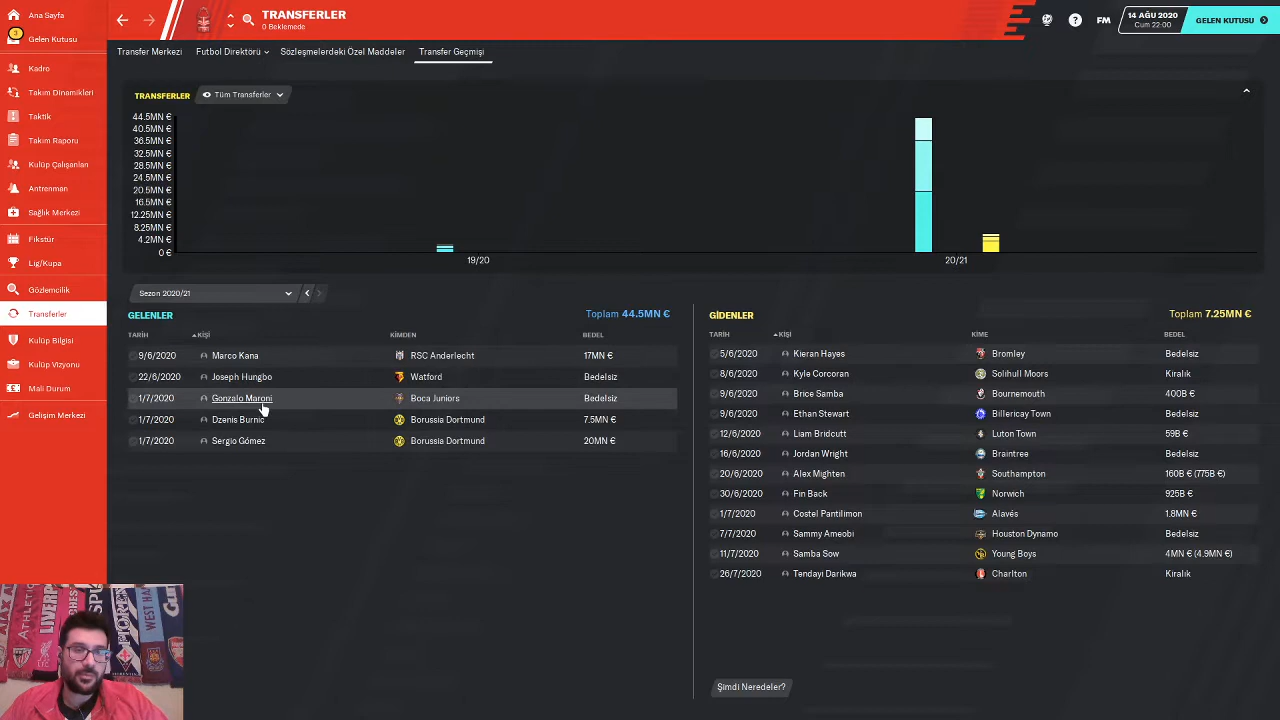 Ana Sayfa
3
Gelen Kutusu
Kadro
Takım Dinamikleri
Taktik
Takım Raporu
Kulüp Çalışanları
Antrenman
Sağlık Merkezi
Fikstür
Lig/Kupa
Gözlemcilik
Transferler
Kulüp Bilgisi
Kulüp Vizyonu
Mali Durum
Gelişim Merkezi
TRANSFERLER
0 Beklemede
FM
14 AĞU 2020
Cum 22:00
GELEN KUTUSU
Transfer Merkezi
Futbol Direktörü
Sözleşmelerdeki Özel Maddeler
Transfer Geçmişi
TRANSFERLER
Tüm Transferler
44.5MN €
40.5MN €
36.5MN €
32.5MN €
28.5MN €
24.5MN €
20.5MN €
16.5MN €
12.25MN €
8.25MN €
4.2MN €
0 €
19/20
20/21
Sezon 2020/21
GELENLER
Toplam 44.5MN €
TARİH KİŞİ KİMDEN BEDEL
9/6/2020 Marco Kana RSC Anderlecht 17MN €
22/6/2020 Joseph Hungbo Watford Bedelsiz
1/7/2020 Gonzalo Maroni Boca Juniors Bedelsiz
1/7/2020 Dzenis Burnic Borussia Dortmund 7.5MN €
1/7/2020 Sergio Gómez Borussia Dortmund 20MN €
GİDENLER
Toplam 7.25MN €
TARİH KİŞİ KİME BEDEL
5/6/2020 Kieran Hayes Bromley Bedelsiz
8/6/2020 Kyle Corcoran Solihull Moors Kiralık
9/6/2020 Brice Samba Bournemouth 400B €
9/6/2020 Ethan Stewart Billericay Town Bedelsiz
12/6/2020 Liam Bridcutt Luton Town 59B €
16/6/2020 Jordan Wright Braintree Bedelsiz
20/6/2020 Alex Mighten Southampton 160B € (775B €)
30/6/2020 Fin Back Norwich 925B €
1/7/2020 Costel Pantilimon Alavés 1.8MN €
7/7/2020 Sammy Ameobi Houston Dynamo Bedelsiz
11/7/2020 Samba Sow Young Boys 4MN € (4.9MN €)
26/7/2020 Tendayi Darikwa Charlton Kiralık
Şimdi Neredeler?
WEST HA